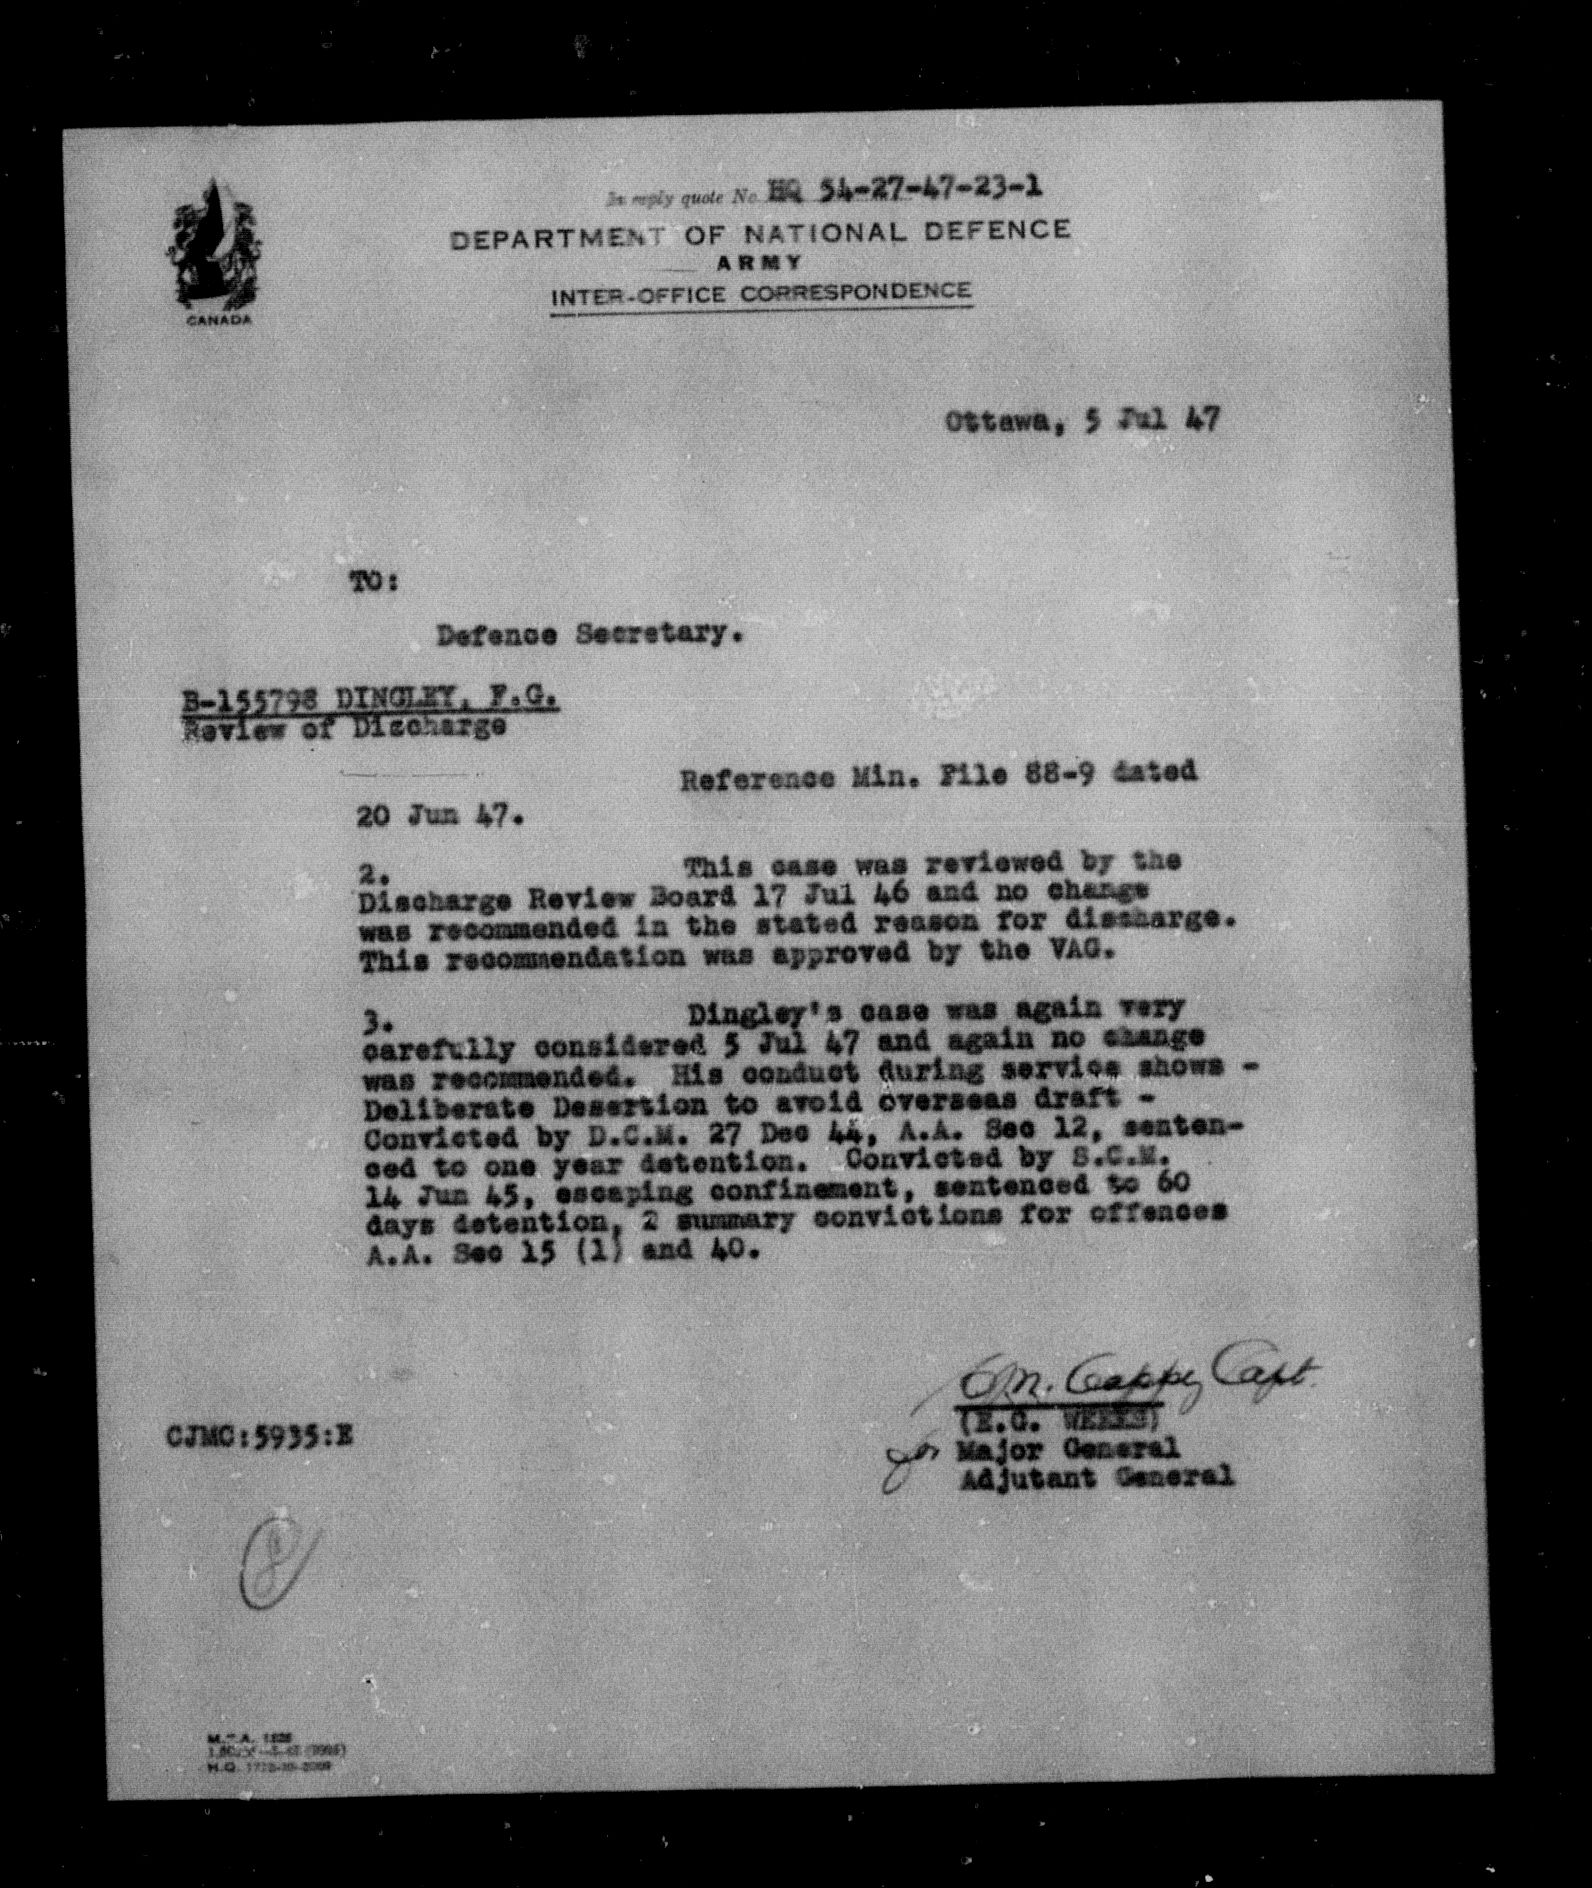 In reply quote No. HQ 54-27-47-23-1
DEPARTMENT OF NATIONAL DEFENCE
ARMY
INTER-OFFICE CORRESPONDENCE
CANADA
Ottawa, 5 Jul 47
TO:
Defence Secretary.
B-155798 DINGLEY, F.G.
Review of Discharge
Reference Min. File 88-9 dated
20 Jun 47.
2. This case was reviewed by the
Discharge Review Board 17 Jul 46 and no change
was recommended in the stated reason for discharge.
This recommendation was approved by the VAG.
3. Dingley's case was again very
carefully considered 5 Jul 47 and again no change
was recommended. His conduct during service shows -
Deliberate Desertion to avoid overseas draft -
Convicted by D.C.M. 27 Dec 44, A.A. Sec 12, senten-
ced to one year detention. Convicted by S.C.M.
14 Jun 45, escaping confinement, sentenced to 60
days detention, 2 summary convictions for offences
A.A. Sec 15 (1) and 40.
M. Cappy Capt.
(E.G. WEEKS)
for Major General
Adjutant General
CJMC:5935:E
8